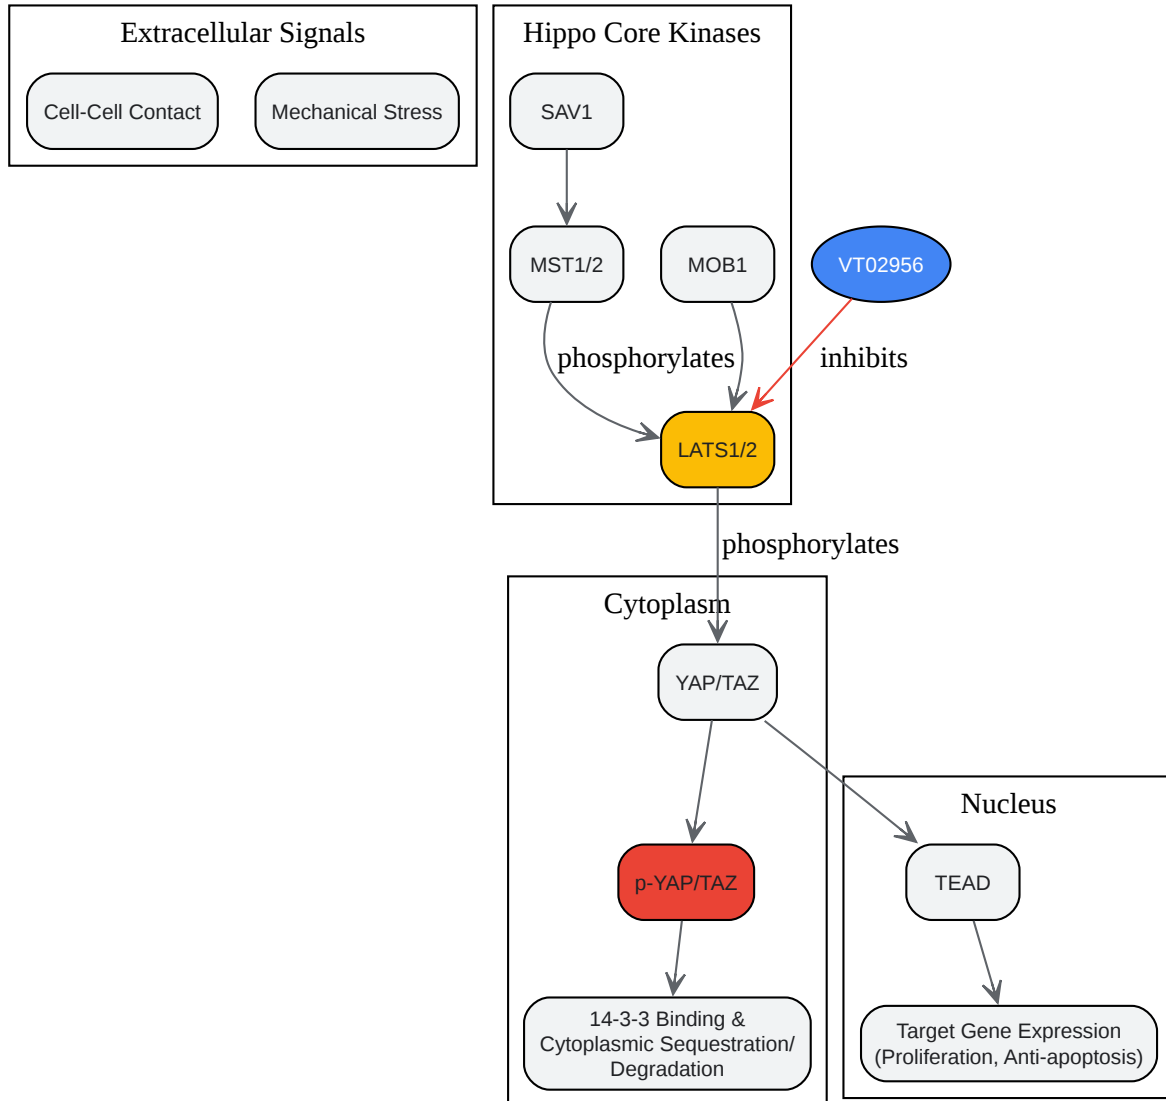 Extracellular Signals
Cell-Cell Contact
Mechanical Stress
Hippo Core Kinases
SAV1
MST1/2
MOB1
VT02956
phosphorylates
inhibits
LATS1/2
phosphorylates
Cytoplasm
YAP/TAZ
Nucleus
p-YAP/TAZ
TEAD
14-3-3 Binding &
Cytoplasmic Sequestration/
Degradation
Target Gene Expression
(Proliferation, Anti-apoptosis)